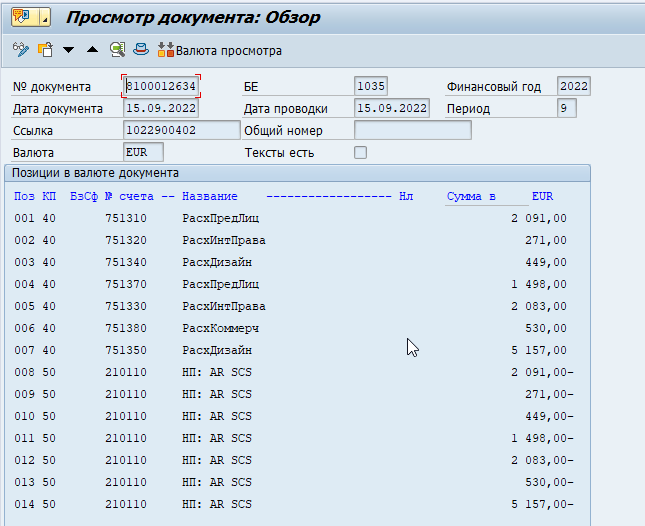 Просмотр документа: Обзор
Валюта просмотра
№ документа 8100012634 БЕ 1035 Финансовый год 2022
Дата документа 15.09.2022 Дата проводки 15.09.2022 Период 9
Ссылка 1022900402 Общий номер
Валюта EUR Тексты есть
Позиции в валюте документа
Поз КП БзСф № счета -- Название ------------------ Нл Сумма в EUR
001 40 751310 РасхПредЛиц 2 091,00
002 40 751320 РасхИнтПрава 271,00
003 40 751340 РасхДизайн 449,00
004 40 751370 РасхПредЛиц 1 498,00
005 40 751330 РасхИнтПрава 2 083,00
006 40 751380 РасхКоммерч 530,00
007 40 751350 РасхДизайн 5 157,00
008 50 210110 НП: AR SCS 2 091,00-
009 50 210110 НП: AR SCS 271,00-
010 50 210110 НП: AR SCS 449,00-
011 50 210110 НП: AR SCS 1 498,00-
012 50 210110 НП: AR SCS 2 083,00-
013 50 210110 НП: AR SCS 530,00-
014 50 210110 НП: AR SCS 5 157,00-